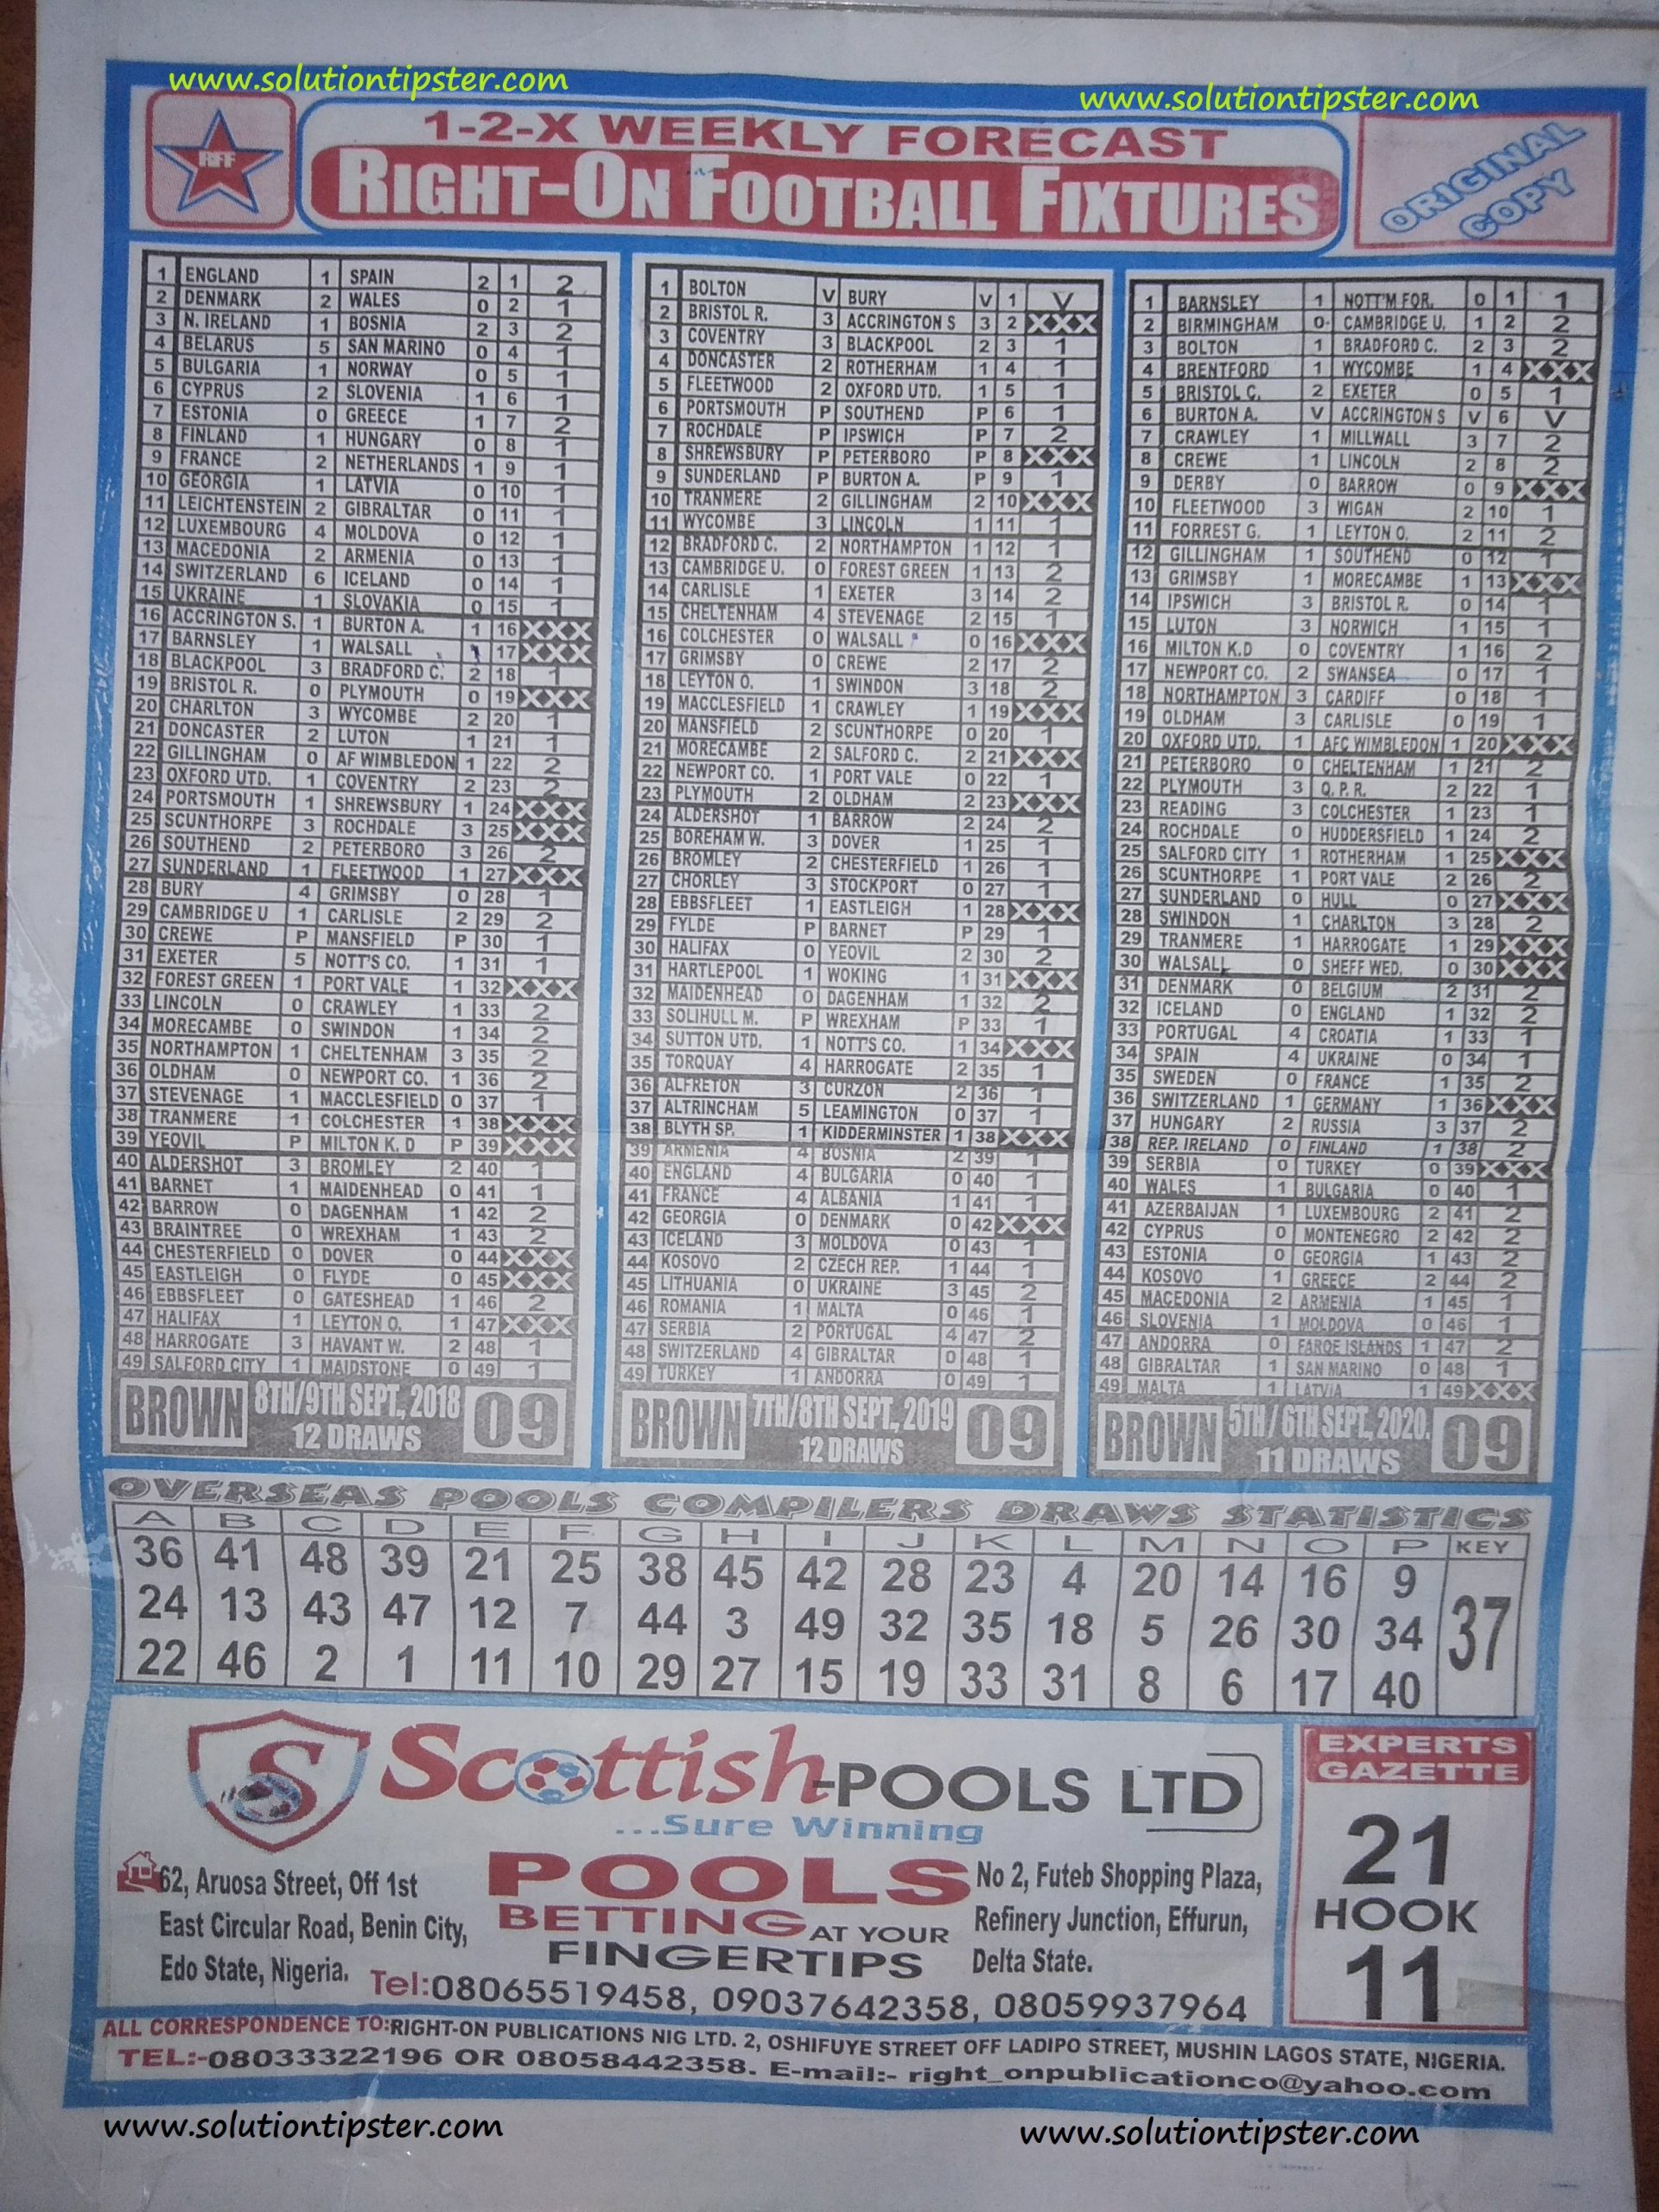 www.solutiontipster.com
www.solutiontipster.com
RFF
1-2-X WEEKLY FORECAST
RIGHT-ON FOOTBALL FIXTURES
ORIGINAL
COPY
1 ENGLAND 1 SPAIN 2 1 2
2 DENMARK 2 WALES 0 2 1
3 N. IRELAND 1 BOSNIA 2 3 2
4 BELARUS 5 SAN MARINO 0 4 1
5 BULGARIA 1 NORWAY 0 5 1
6 CYPRUS 2 SLOVENIA 1 6 1
7 ESTONIA 0 GREECE 1 7 2
8 FINLAND 1 HUNGARY 0 8 1
9 FRANCE 2 NETHERLANDS 1 9 1
10 GEORGIA 1 LATVIA 0 10 1
11 LEICHTENSTEIN 2 GIBRALTAR 0 11 1
12 LUXEMBOURG 4 MOLDOVA 0 12 1
13 MACEDONIA 2 ARMENIA 0 13 1
14 SWITZERLAND 6 ICELAND 0 14 1
15 UKRAINE 1 SLOVAKIA 0 15 1
16 ACCRINGTON S. 1 BURTON A. 1 16 XXX
17 BARNSLEY 1 WALSALL 1 17 XXX
18 BLACKPOOL 3 BRADFORD C. 2 18 1
19 BRISTOL R. 0 PLYMOUTH 0 19 XXX
20 CHARLTON 3 WYCOMBE 2 20 1
21 DONCASTER 2 LUTON 1 21 1
22 GILLINGHAM 0 AF WIMBLEDON 1 22 2
23 OXFORD UTD. 1 COVENTRY 2 23 2
24 PORTSMOUTH 1 SHREWSBURY 1 24 XXX
25 SCUNTHORPE 3 ROCHDALE 3 25 XXX
26 SOUTHEND 2 PETERBORO 3 26 2
27 SUNDERLAND 1 FLEETWOOD 1 27 XXX
28 BURY 4 GRIMSBY 0 28 1
29 CAMBRIDGE U 1 CARLISLE 2 29 2
30 CREWE P MANSFIELD P 30 1
31 EXETER 5 NOTT'S CO. 1 31 1
32 FOREST GREEN 1 PORT VALE 1 32 XXX
33 LINCOLN 0 CRAWLEY 1 33 2
34 MORECAMBE 0 SWINDON 1 34 2
35 NORTHAMPTON 1 CHELTENHAM 3 35 2
36 OLDHAM 0 NEWPORT CO. 1 36 2
37 STEVENAGE 1 MACCLESFIELD 0 37 1
38 TRANMERE 1 COLCHESTER 1 38 XXX
39 YEOVIL P MILTON K. D P 39 XXX
40 ALDERSHOT 3 BROMLEY 2 40 1
41 BARNET 1 MAIDENHEAD 0 41 1
42 BARROW 0 DAGENHAM 1 42 2
43 BRAINTREE 0 WREXHAM 1 43 2
44 CHESTERFIELD 0 DOVER 0 44 XXX
45 EASTLEIGH 0 FLYDE 0 45 XXX
46 EBBSFLEET 0 GATESHEAD 1 46 2
47 HALIFAX 1 LEYTON O. 1 47 XXX
48 HARROGATE 3 HAVANT W. 2 48 1
49 SALFORD CITY 1 MAIDSTONE 0 49 1
BROWN 8TH/9TH SEPT., 2018 09
12 DRAWS
1 BOLTON V BURY V 1 V
2 BRISTOL R. 3 ACCRINGTON S 3 2 XXX
3 COVENTRY 3 BLACKPOOL 2 3 1
4 DONCASTER 2 ROTHERHAM 1 4 1
5 FLEETWOOD 2 OXFORD UTD. 1 5 1
6 PORTSMOUTH P SOUTHEND P 6 1
7 ROCHDALE P IPSWICH P 7 2
8 SHREWSBURY P PETERBORO P 8 XXX
9 SUNDERLAND P BURTON A. P 9 1
10 TRANMERE 2 GILLINGHAM 2 10 XXX
11 WYCOMBE 3 LINCOLN 1 11 1
12 BRADFORD C. 2 NORTHAMPTON 1 12 1
13 CAMBRIDGE U. 0 FOREST GREEN 1 13 2
14 CARLISLE 1 EXETER 3 14 2
15 CHELTENHAM 4 STEVENAGE 2 15 1
16 COLCHESTER 0 WALSALL 0 16 XXX
17 GRIMSBY 0 CREWE 2 17 2
18 LEYTON O. 1 SWINDON 3 18 2
19 MACCLESFIELD 1 CRAWLEY 1 19 XXX
20 MANSFIELD 2 SCUNTHORPE 0 20 1
21 MORECAMBE 2 SALFORD C. 2 21 XXX
22 NEWPORT CO. 1 PORT VALE 0 22 1
23 PLYMOUTH 2 OLDHAM 2 23 XXX
24 ALDERSHOT 1 BARROW 2 24 2
25 BOREHAM W. 3 DOVER 1 25 1
26 BROMLEY 2 CHESTERFIELD 1 26 1
27 CHORLEY 3 STOCKPORT 0 27 1
28 EBBSFLEET 1 EASTLEIGH 1 28 XXX
29 FYLDE P BARNET P 29 1
30 HALIFAX 0 YEOVIL 2 30 2
31 HARTLEPOOL 1 WOKING 1 31 XXX
32 MAIDENHEAD 0 DAGENHAM 1 32 2
33 SOLIHULL M. P WREXHAM P 33 1
34 SUTTON UTD. 1 NOTT'S CO. 1 34 XXX
35 TORQUAY 4 HARROGATE 2 35 1
36 ALFRETON 3 CURZON 2 36 1
37 ALTRINCHAM 5 LEAMINGTON 0 37 1
38 BLYTH SP. 1 KIDDERMINSTER 1 38 XXX
39 ARMENIA 4 BOSNIA 2 39 1
40 ENGLAND 4 BULGARIA 0 40 1
41 FRANCE 4 ALBANIA 1 41 1
42 GEORGIA 0 DENMARK 0 42 XXX
43 ICELAND 3 MOLDOVA 0 43 1
44 KOSOVO 2 CZECH REP. 1 44 1
45 LITHUANIA 0 UKRAINE 3 45 2
46 ROMANIA 1 MALTA 0 46 1
47 SERBIA 2 PORTUGAL 4 47 2
48 SWITZERLAND 4 GIBRALTAR 0 48 1
49 TURKEY 1 ANDORRA 0 49 1
BROWN 7TH/8TH SEPT., 2019 09
12 DRAWS
1 BARNSLEY 1 NOTT'M FOR. 0 1 1
2 BIRMINGHAM 0 CAMBRIDGE U. 1 2 2
3 BOLTON 1 BRADFORD C. 2 3 2
4 BRENTFORD 1 WYCOMBE 1 4 XXX
5 BRISTOL C. 2 EXETER 0 5 1
6 BURTON A. V ACCRINGTON S V 6 V
7 CRAWLEY 1 MILLWALL 3 7 2
8 CREWE 1 LINCOLN 2 8 2
9 DERBY 0 BARROW 0 9 XXX
10 FLEETWOOD 3 WIGAN 2 10 1
11 FORREST G. 1 LEYTON O. 2 11 2
12 GILLINGHAM 1 SOUTHEND 0 12 1
13 GRIMSBY 1 MORECAMBE 1 13 XXX
14 IPSWICH 3 BRISTOL R. 0 14 1
15 LUTON 3 NORWICH 1 15 1
16 MILTON K.D 0 COVENTRY 1 16 2
17 NEWPORT CO. 2 SWANSEA 0 17 1
18 NORTHAMPTON 3 CARDIFF 0 18 1
19 OLDHAM 3 CARLISLE 0 19 1
20 OXFORD UTD. 1 AFC WIMBLEDON 1 20 XXX
21 PETERBORO 0 CHELTENHAM 1 21 2
22 PLYMOUTH 3 Q.P.R. 2 22 1
23 READING 3 COLCHESTER 1 23 1
24 ROCHDALE 0 HUDDERSFIELD 1 24 2
25 SALFORD CITY 1 ROTHERHAM 1 25 XXX
26 SCUNTHORPE 1 PORT VALE 2 26 2
27 SUNDERLAND 0 HULL 0 27 XXX
28 SWINDON 1 CHARLTON 3 28 2
29 TRANMERE 1 HARROGATE 1 29 XXX
30 WALSALL 0 SHEFF WED. 0 30 XXX
31 DENMARK 0 BELGIUM 2 31 2
32 ICELAND 0 ENGLAND 1 32 2
33 PORTUGAL 4 CROATIA 1 33 1
34 SPAIN 4 UKRAINE 0 34 1
35 SWEDEN 0 FRANCE 1 35 2
36 SWITZERLAND 1 GERMANY 1 36 XXX
37 HUNGARY 2 RUSSIA 3 37 2
38 REP. IRELAND 0 FINLAND 1 38 2
39 SERBIA 0 TURKEY 0 39 XXX
40 WALES 1 BULGARIA 0 40 1
41 AZERBAIJAN 1 LUXEMBOURG 2 41 2
42 CYPRUS 0 MONTENEGRO 2 42 2
43 ESTONIA 0 GEORGIA 1 43 2
44 KOSOVO 1 GREECE 2 44 2
45 MACEDONIA 2 ARMENIA 1 45 1
46 SLOVENIA 1 MOLDOVA 0 46 1
47 ANDORRA 0 FAROE ISLANDS 1 47 2
48 GIBRALTAR 1 SAN MARINO 0 48 1
49 MALTA 1 LATVIA 1 49 XXX
BROWN 5TH/6TH SEPT., 2020. 09
11 DRAWS
OVERSEAS POOLS COMPILERS DRAWS STATISTICS
A B C D E F G H I J K L M N O P KEY
36 41 48 39 21 25 38 45 42 28 23 4 20 14 16 9
24 13 43 47 12 7 44 3 49 32 35 18 5 26 30 34 37
22 46 2 1 11 10 29 27 15 19 33 31 8 6 17 40
S Scottish-POOLS LTD
...Sure Winning
62, Aruosa Street, Off 1st
East Circular Road, Benin City,
Edo State, Nigeria.
POOLS
BETTING AT YOUR
FINGERTIPS
No 2, Futeb Shopping Plaza,
Refinery Junction, Effurun,
Delta State.
Tel:08065519458, 09037642358, 08059937964
EXPERTS
GAZETTE
21
HOOK
11
ALL CORRESPONDENCE TO:RIGHT-ON PUBLICATIONS NIG LTD. 2, OSHIFUYE STREET OFF LADIPO STREET, MUSHIN LAGOS STATE, NIGERIA.
TEL:-08033322196 OR 08058442358. E-mail:- right_onpublicationco@yahoo.com
www.solutiontipster.com
www.solutiontipster.com